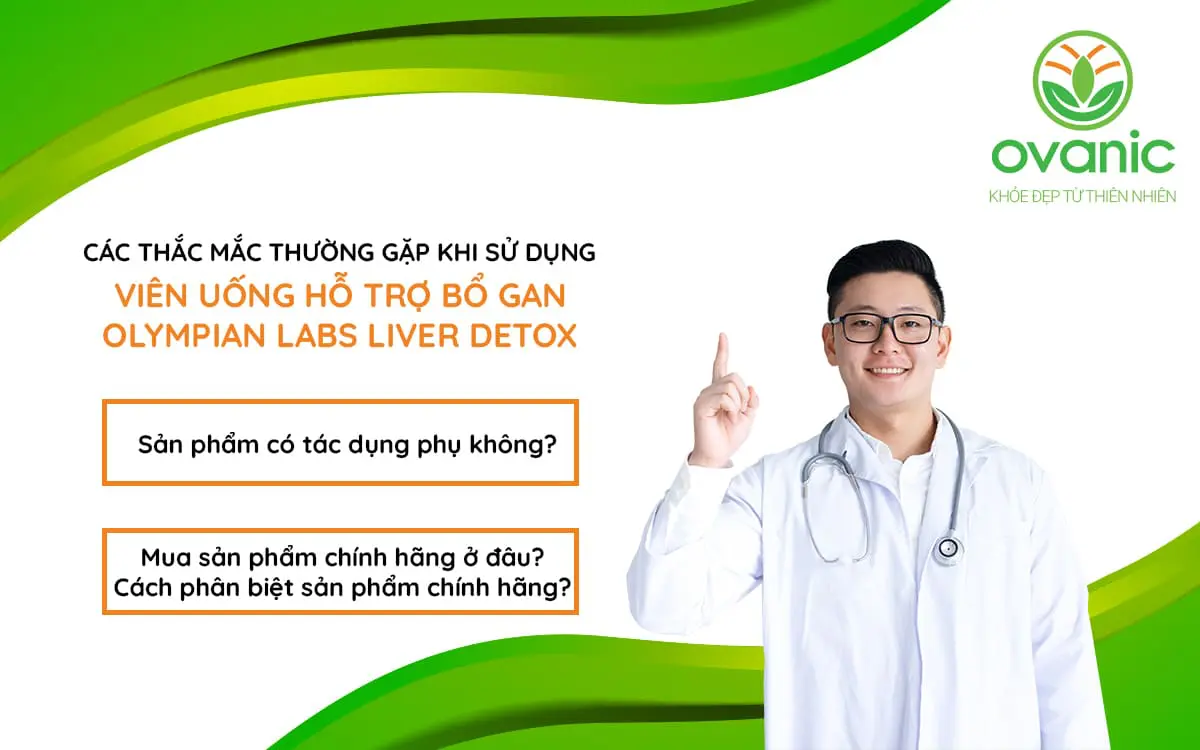 ovanic
KHỎE ĐẸP TỪ THIÊN NHIÊN
CÁC THẮC MẮC THƯỜNG GẶP KHI SỬ DỤNG
VIÊN UỐNG HỖ TRỢ BỔ GAN
OLYMPIAN LABS LIVER DETOX
Sản phẩm có tác dụng phụ không?
Mua sản phẩm chính hãng ở đâu?
Cách phân biệt sản phẩm chính hãng?